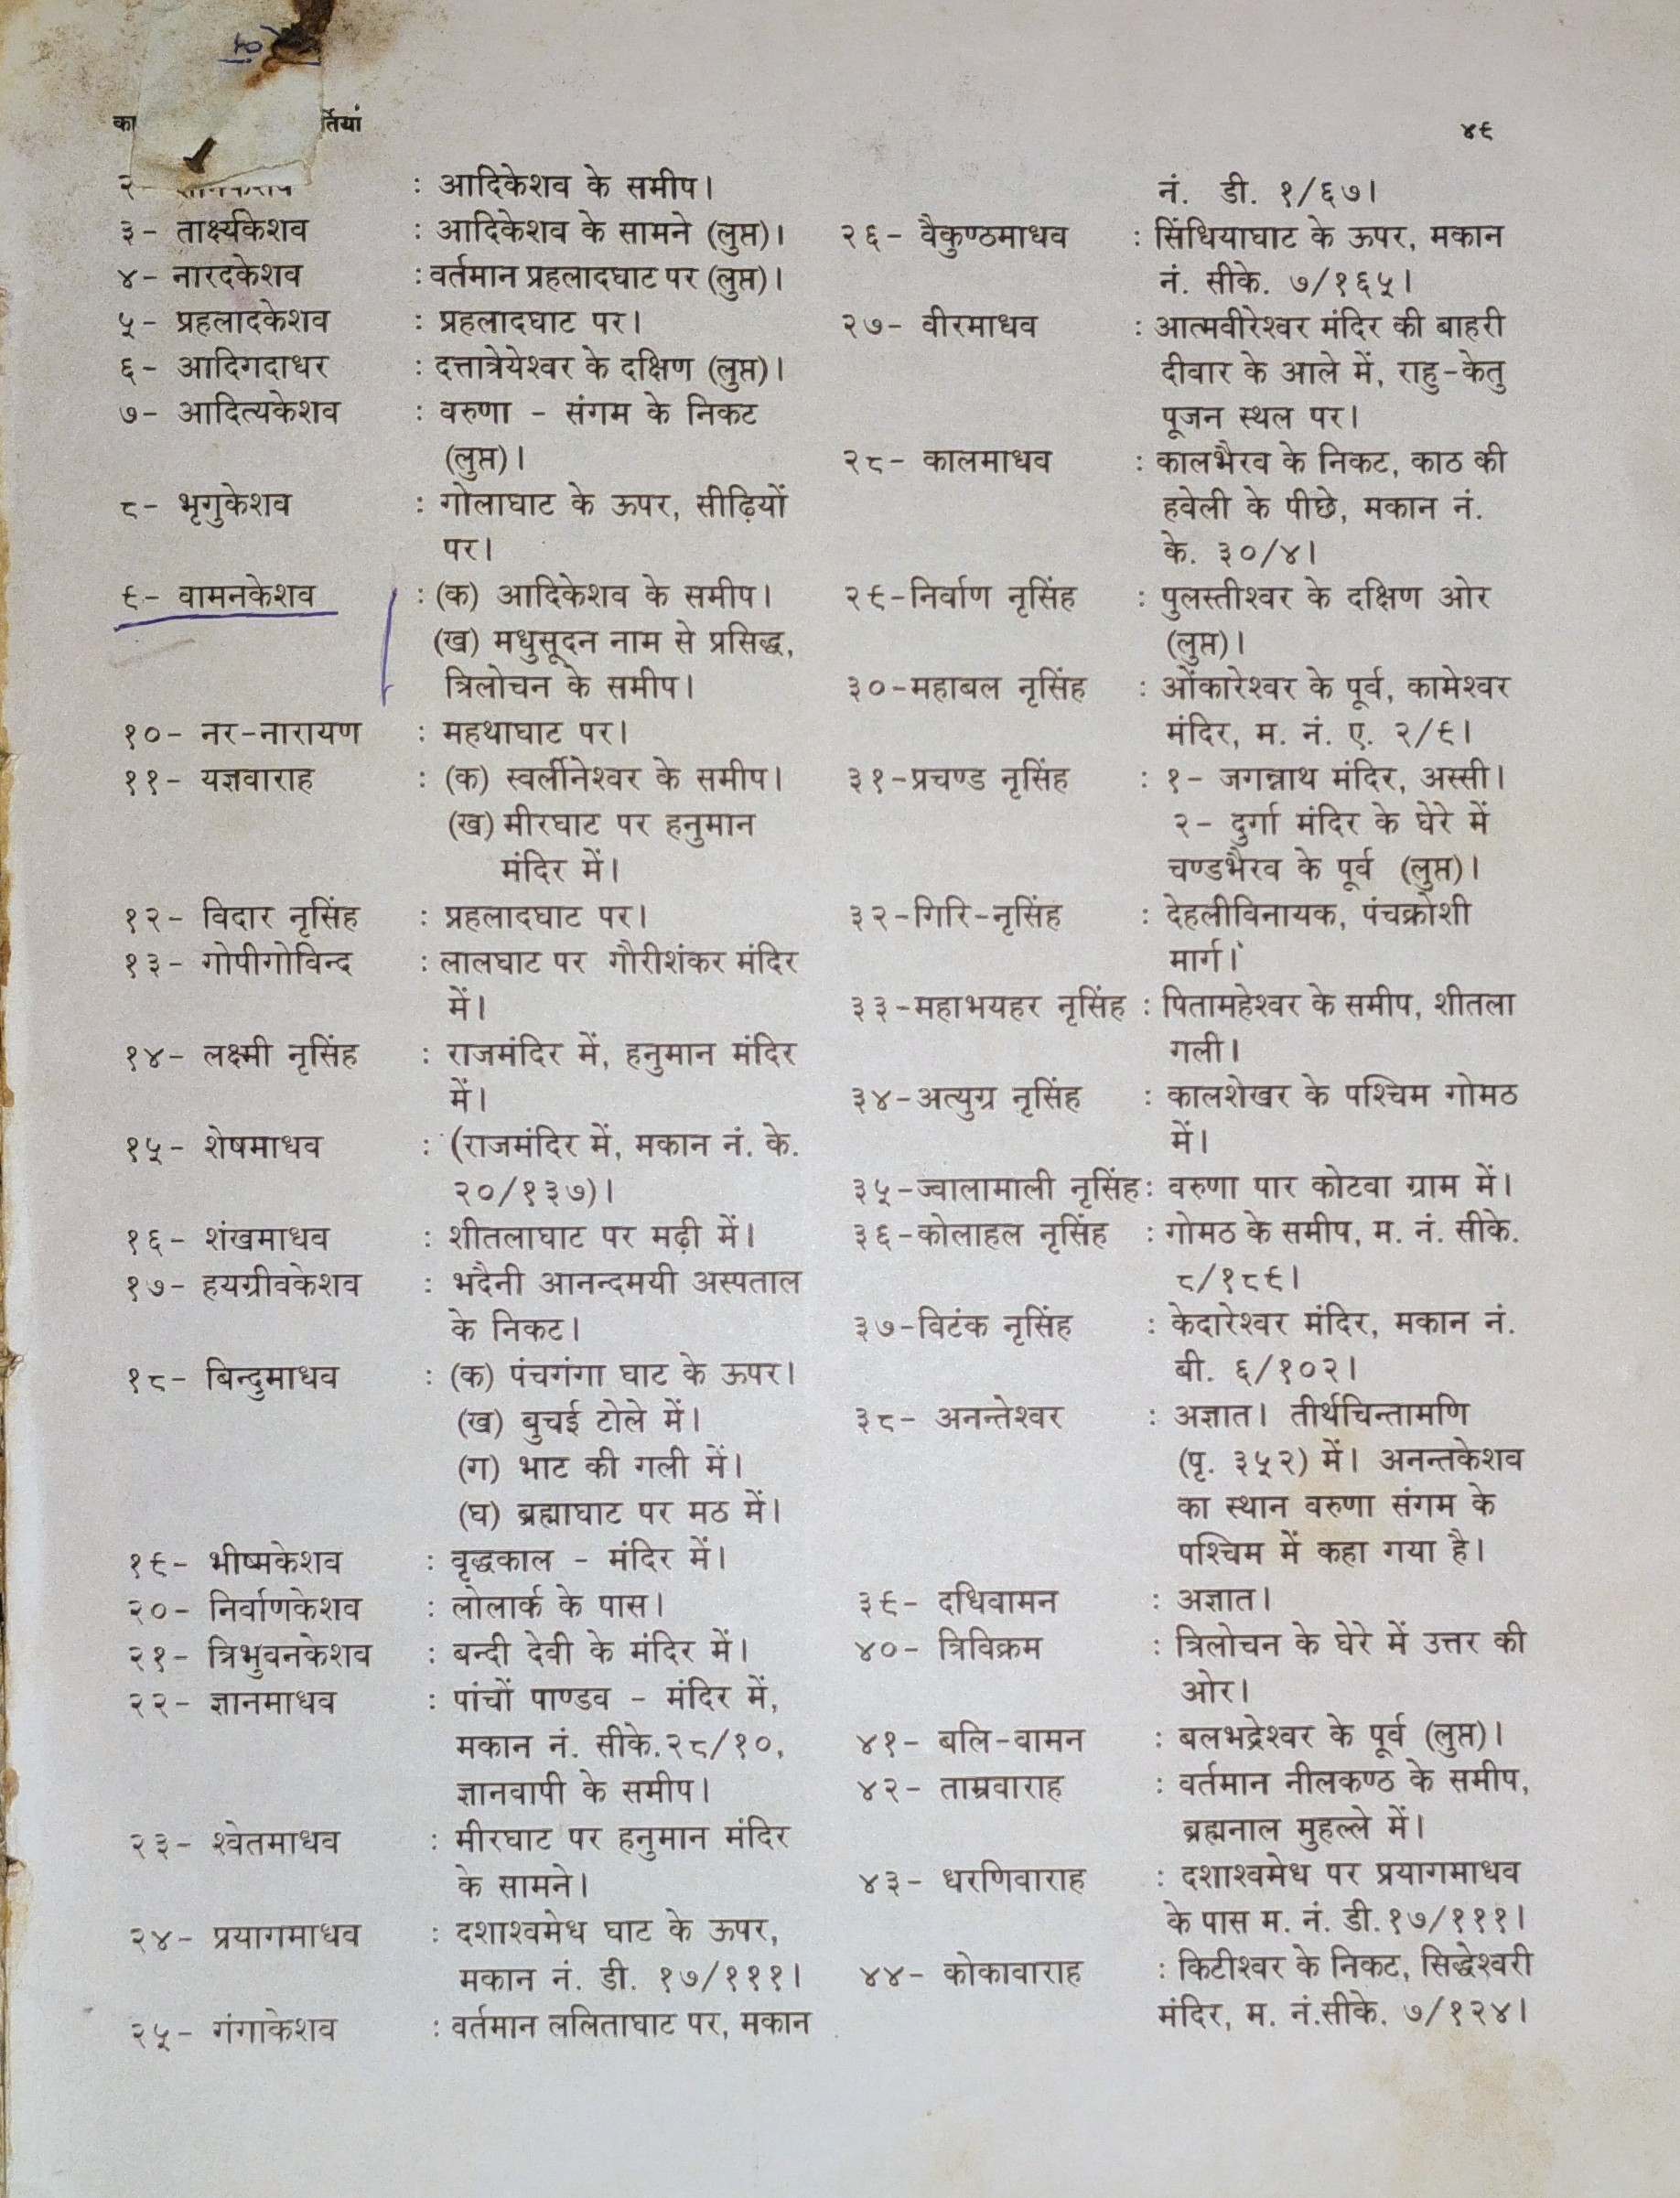 ४९
: आदिकेशव के समीप।
३- तार्क्ष्यकेशव : आदिकेशव के सामने (लुप्त)।
४- नारदकेशव : वर्तमान प्रहलादघाट पर (लुप्त)।
५- प्रहलादकेशव : प्रहलादघाट पर।
६- आदिगदाधर : दत्तात्रेयेश्वर के दक्षिण (लुप्त)।
७- आदित्यकेशव : वरुणा - संगम के निकट
(लुप्त)।
८- भृगुकेशव : गोलाघाट के ऊपर, सीढ़ियों
पर।
९- वामनकेशव : (क) आदिकेशव के समीप।
(ख) मधुसूदन नाम से प्रसिद्ध,
त्रिलोचन के समीप।
१०- नर-नारायण : महथाघाट पर।
११- यज्ञवाराह : (क) स्वर्लीनेश्वर के समीप।
(ख) मीरघाट पर हनुमान
मंदिर में।
१२- विदार नृसिंह : प्रहलादघाट पर।
१३- गोपीगोविन्द : लालघाट पर गौरीशंकर मंदिर
में।
१४- लक्ष्मी नृसिंह : राजमंदिर में, हनुमान मंदिर
में।
१५- शेषमाधव : (राजमंदिर में, मकान नं. के.
२०/१३७)।
१६- शंखमाधव : शीतलाघाट पर मढ़ी में।
१७- हयग्रीवकेशव : भदैनी आनन्दमयी अस्पताल
के निकट।
१८- बिन्दुमाधव : (क) पंचगंगा घाट के ऊपर।
(ख) बुचई टोले में।
(ग) भाट की गली में।
(घ) ब्रह्माघाट पर मठ में।
१९- भीष्मकेशव : वृद्धकाल - मंदिर में।
२०- निर्वाणकेशव : लोलार्क के पास।
२१- त्रिभुवनकेशव : बन्दी देवी के मंदिर में।
२२- ज्ञानमाधव : पांचों पाण्डव - मंदिर में,
मकान नं. सीके.२८/१०,
ज्ञानवापी के समीप।
२३- श्वेतमाधव : मीरघाट पर हनुमान मंदिर
के सामने।
२४- प्रयागमाधव : दशाश्वमेध घाट के ऊपर,
मकान नं. डी. १७/१११।
२५- गंगाकेशव : वर्तमान ललिताघाट पर, मकान
नं. डी. १/६७।
२६- वैकुण्ठमाधव : सिंधियाघाट के ऊपर, मकान
नं. सीके. ७/१६५।
२७- वीरमाधव : आत्मवीरेश्वर मंदिर की बाहरी
दीवार के आले में, राहु-केतु
पूजन स्थल पर।
२८- कालमाधव : कालभैरव के निकट, काठ की
हवेली के पीछे, मकान नं.
के. ३०/४।
२९-निर्वाण नृसिंह : पुलस्तीश्वर के दक्षिण ओर
(लुप्त)।
३०-महाबल नृसिंह : ओंकारेश्वर के पूर्व, कामेश्वर
मंदिर, म. नं. ए. २/९।
३१-प्रचण्ड नृसिंह : १- जगन्नाथ मंदिर, अस्सी।
२- दुर्गा मंदिर के घेरे में
चण्डभैरव के पूर्व (लुप्त)।
३२-गिरि-नृसिंह : देहलीविनायक, पंचक्रोशी
मार्ग।
३३-महाभयहर नृसिंह : पितामहेश्वर के समीप, शीतला
गली।
३४-अत्युग्र नृसिंह : कालशेखर के पश्चिम गोमठ
में।
३५-ज्वालामाली नृसिंह: वरुणा पार कोटवा ग्राम में।
३६-कोलाहल नृसिंह : गोमठ के समीप, म. नं. सीके.
८/१८९।
३७-विटंक नृसिंह : केदारेश्वर मंदिर, मकान नं.
बी. ६/१०२।
३८- अनन्तेश्वर : अज्ञात। तीर्थचिन्तामणि
(पृ. ३५२) में। अनन्तकेशव
का स्थान वरुणा संगम के
पश्चिम में कहा गया है।
३९- दधिवामन : अज्ञात।
४०- त्रिविक्रम : त्रिलोचन के घेरे में उत्तर की
ओर।
४१- बलि-वामन : बलभद्रेश्वर के पूर्व (लुप्त)।
४२- ताम्रवाराह : वर्तमान नीलकण्ठ के समीप,
ब्रह्मनाल मुहल्ले में।
४३- धरणिवाराह : दशाश्वमेध पर प्रयागमाधव
के पास म. नं. डी.१७/१११।
४४- कोकावाराह : किटीश्वर के निकट, सिद्धेश्वरी
मंदिर, म. नं.सीके. ७/१२४।